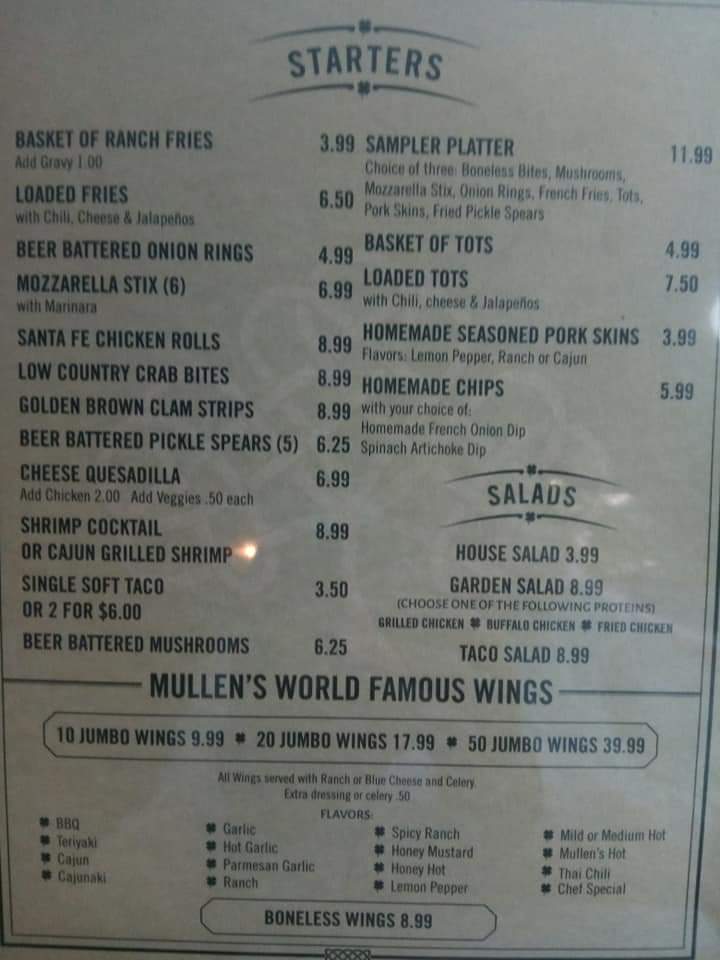 STARTERS
BASKET OF RANCH FRIES 3.99
Add Gravy 1.00
LOADED FRIES 6.50
with Chili, Cheese & Jalapeños
BEER BATTERED ONION RINGS 4.99
MOZZARELLA STIX (6) 6.99
with Marinara
SANTA FE CHICKEN ROLLS 8.99
LOW COUNTRY CRAB BITES 8.99
GOLDEN BROWN CLAM STRIPS 8.99
BEER BATTERED PICKLE SPEARS (5) 6.25
CHEESE QUESADILLA 6.99
Add Chicken 2.00 Add Veggies .50 each
SHRIMP COCKTAIL 8.99
OR CAJUN GRILLED SHRIMP
SINGLE SOFT TACO 3.50
OR 2 FOR $6.00
BEER BATTERED MUSHROOMS 6.25
SAMPLER PLATTER 11.99
Choice of three: Boneless Bites, Mushrooms,
Mozzarella Stix, Onion Rings, French Fries, Tots,
Pork Skins, Fried Pickle Spears
BASKET OF TOTS 4.99
LOADED TOTS 7.50
with Chili, cheese & Jalapeños
HOMEMADE SEASONED PORK SKINS 3.99
Flavors: Lemon Pepper, Ranch or Cajun
HOMEMADE CHIPS 5.99
with your choice of:
Homemade French Onion Dip
Spinach Artichoke Dip
SALADS
HOUSE SALAD 3.99
GARDEN SALAD 8.99
(CHOOSE ONE OF THE FOLLOWING PROTEINS)
GRILLED CHICKEN BUFFALO CHICKEN FRIED CHICKEN
TACO SALAD 8.99
MULLEN'S WORLD FAMOUS WINGS
10 JUMBO WINGS 9.99 20 JUMBO WINGS 17.99 50 JUMBO WINGS 39.99
All Wings served with Ranch or Blue Cheese and Celery.
Extra dressing or celery .50
FLAVORS:
BBQ
Teriyaki
Cajun
Cajunaki
Garlic
Hot Garlic
Parmesan Garlic
Ranch
Spicy Ranch
Honey Mustard
Honey Hot
Lemon Pepper
Mild or Medium Hot
Mullen's Hot
Thai Chili
Chef Special
BONELESS WINGS 8.99